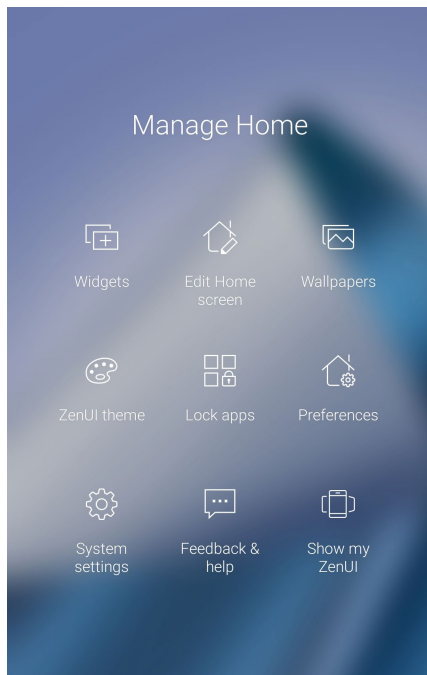 Manage Home
Widgets
Edit Home
screen
Wallpapers
ZenUI theme
Lock apps
Preferences
System
settings
Feedback &
help
Show my
ZenUI